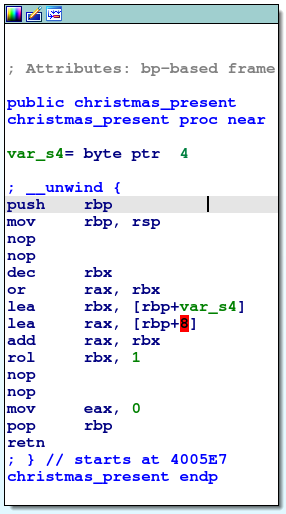 ; Attributes: bp-based frame
public christmas_present
christmas_present proc near
var_s4= byte ptr  4
; __unwind {
push    rbp
mov     rbp, rsp
nop
nop
dec     rbx
or      rax, rbx
lea     rbx, [rbp+var_s4]
lea     rax, [rbp+8]
add     rax, rbx
rol     rbx, 1
nop
nop
mov     eax, 0
pop     rbp
retn
; } // starts at 4005E7
christmas_present endp